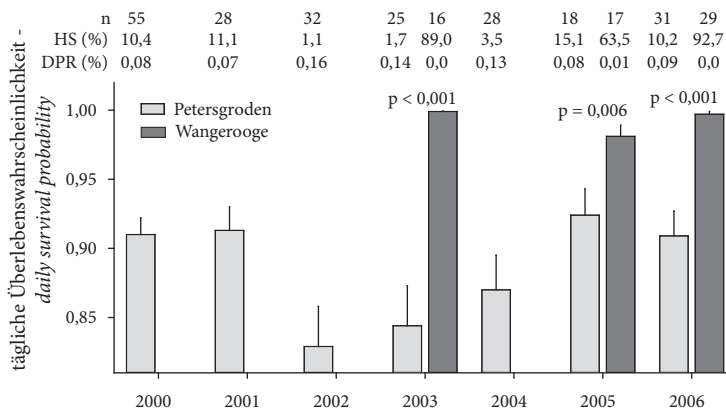 n 55 28 32 25 16 28 18 17 31 29
HS (%) 10,4 11,1 1,1 1,7 89,0 3,5 15,1 63,5 10,2 92,7
DPR (%) 0,08 0,07 0,16 0,14 0,0 0,13 0,08 0,01 0,09 0,0
tägliche Überlebenswahrscheinlichkeit -
daily survival probability
1,00
0,95
0,90
0,85
Petersgroden
Wangerooge
p < 0,001
p = 0,006
p < 0,001
2000 2001 2002 2003 2004 2005 2006